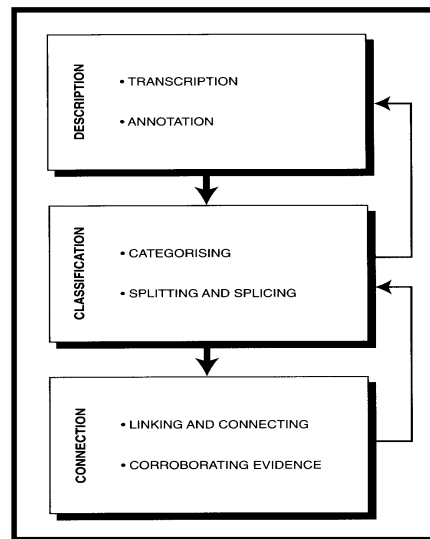 DESCRIPTION
• TRANSCRIPTION
• ANNOTATION
CLASSIFICATION
• CATEGORISING
• SPLITTING AND SPLICING
CONNECTION
• LINKING AND CONNECTING
• CORROBORATING EVIDENCE